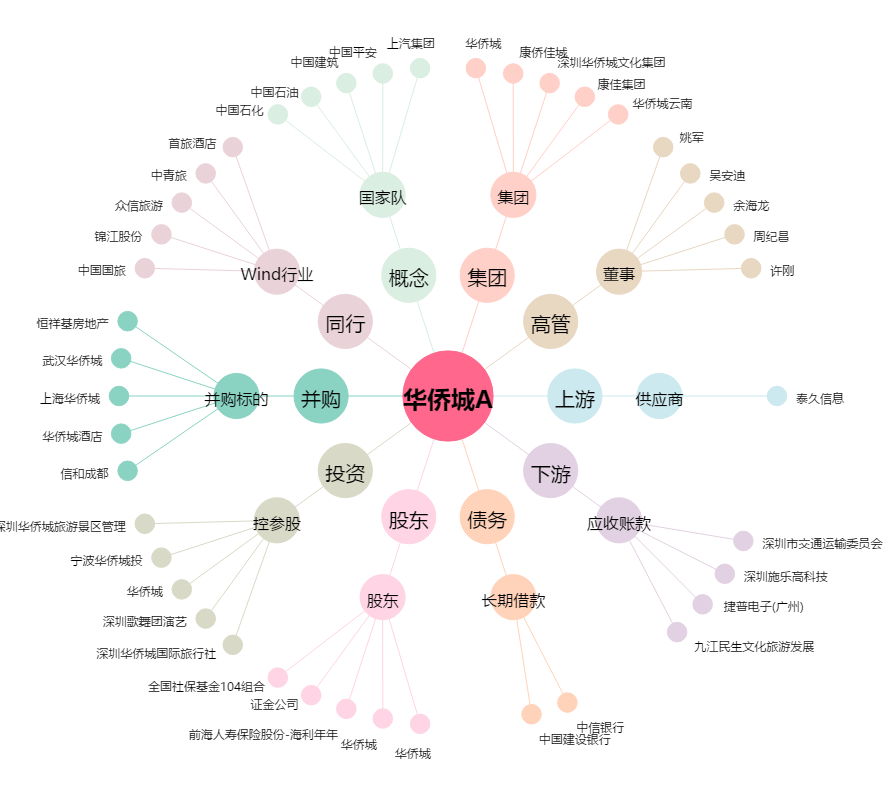 华侨城
上汽集团
中国平安
康侨佳城
中国建筑
深圳华侨城文化集团
康佳集团
中国石油
华侨城云南
中国石化
姚军
首旅酒店
中青旅
吴安迪
国家队
集团
众信旅游
余海龙
锦江股份
周纪昌
中国国旅
Wind行业
概念
集团
董事
许刚
恒祥基房地产
同行
高管
武汉华侨城
上海华侨城
并购标的
并购
华侨城A
上游
供应商
泰久信息
华侨城酒店
信和成都
投资
下游
深圳华侨城旅游景区管理
控参股
股东
债务
应收账款
深圳市交通运输委员会
宁波华侨城投
深圳施乐高科技
华侨城
股东
长期借款
捷普电子(广州)
深圳歌舞团演艺
九江民生文化旅游发展
深圳华侨城国际旅行社
全国社保基金104组合
证金公司
前海人寿保险股份-海利年年
中信银行
中国建设银行
华侨城
华侨城